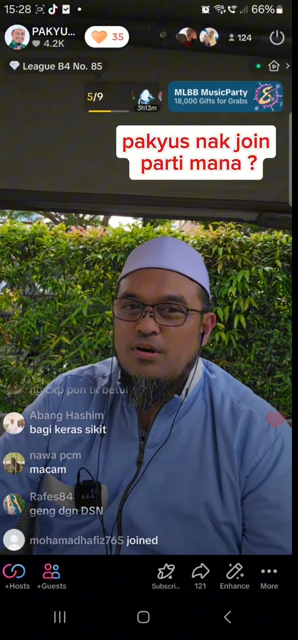 15:28
66%
PAKYU...
4.2K
35
124
League B4 No. 85
5/9
3h13m
MLBB MusicParty
18,000 Gifts for Grabs
pakyus nak join
parti mana ?
Abang Hashim
bagi keras sikit
nawa pcm
macam
Rafes84
geng dgn DSN
mohamadhafiz765 joined
+Hosts
+Guests
Subscri...
121
Enhance
More